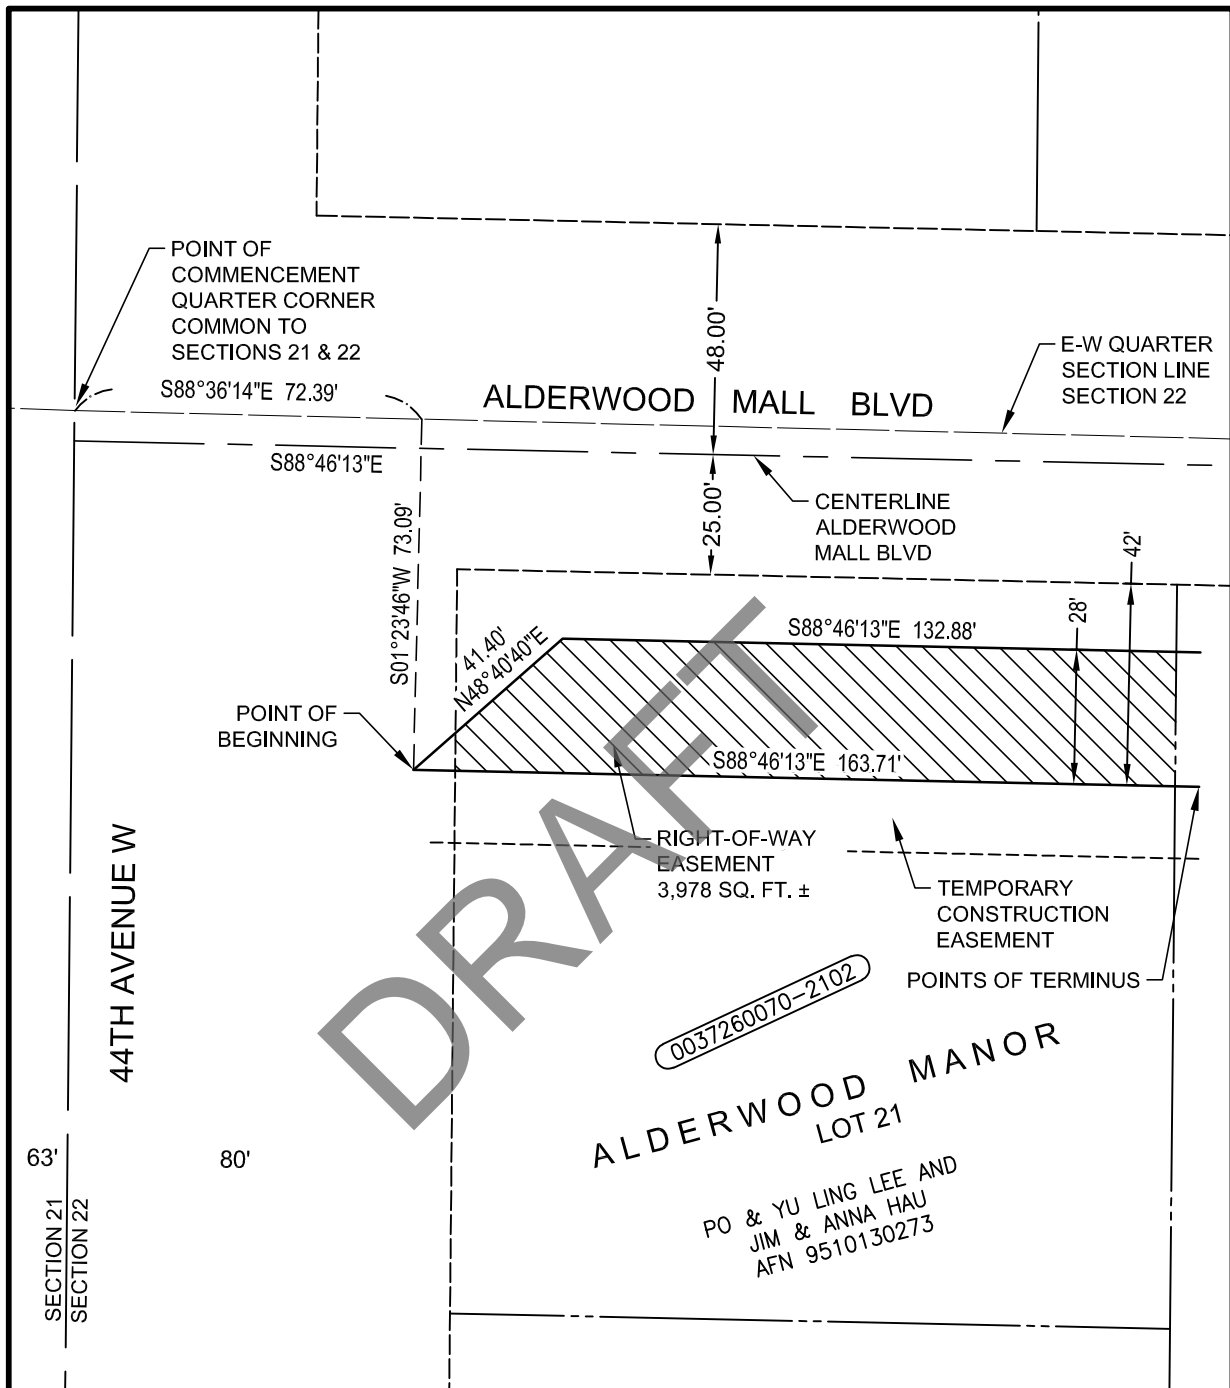 POINT OF
COMMENCEMENT
QUARTER CORNER
COMMON TO
SECTIONS 21 & 22
S88°36'14"E 72.39'
ALDERWOOD MALL BLVD
48.00'
E-W QUARTER
SECTION LINE
SECTION 22
S88°46'13"E
S01°23'46"W 73.09'
25.00'
CENTERLINE
ALDERWOOD
MALL BLVD
42'
28'
41.40'
N48°40'40"E
S88°46'13"E 132.88'
POINT OF
BEGINNING
S88°46'13"E 163.71'
RIGHT-OF-WAY
EASEMENT
3,978 SQ. FT. ±
TEMPORARY
CONSTRUCTION
EASEMENT
POINTS OF TERMINUS
44TH AVENUE W
DRAFT
0037260070-2102
ALDERWOOD MANOR
LOT 21
PO & YU LING LEE AND
JIM & ANNA HAU
AFN 9510130273
63'
80'
SECTION 21
SECTION 22